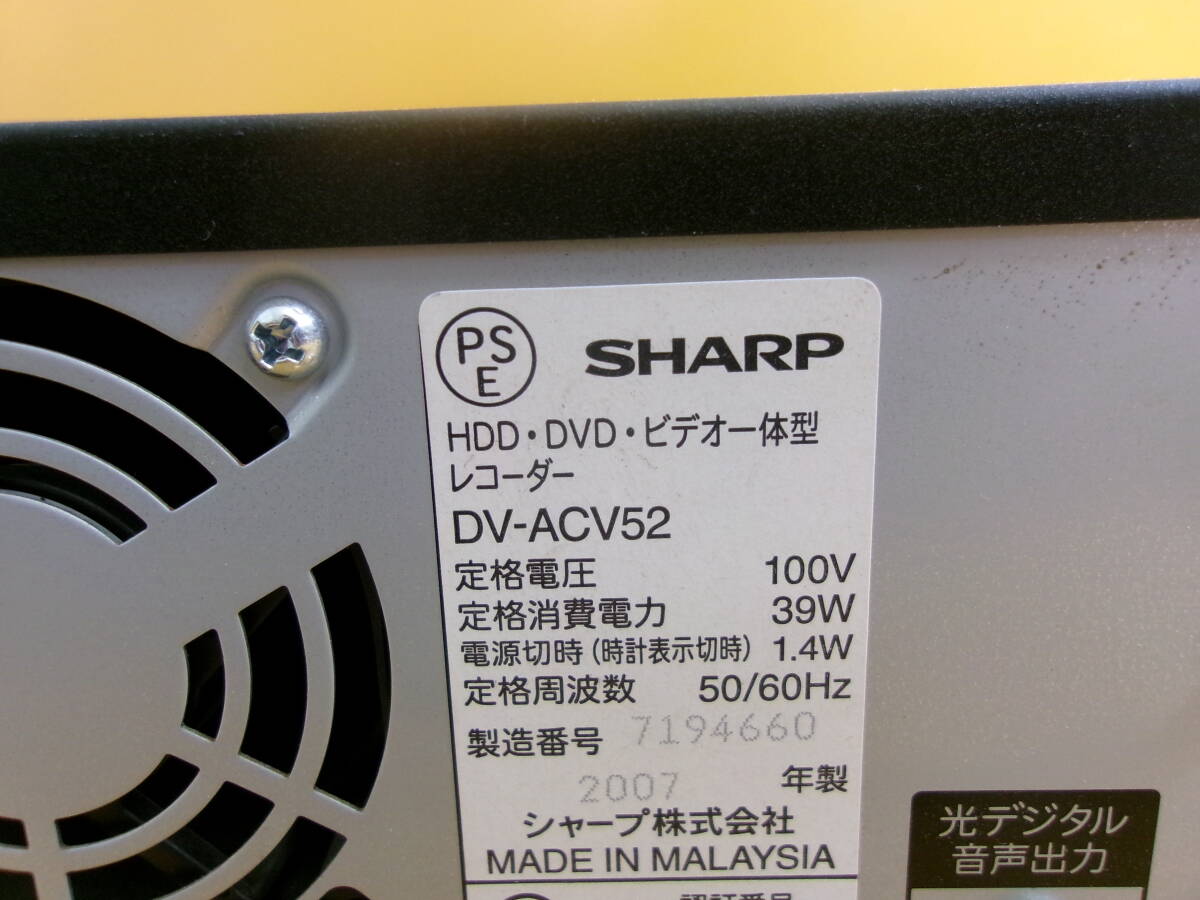 PS
E
SHARP
HDD・DVD・ビデオ一体型
レコーダー
DV-ACV52
定格電圧 100V
定格消費電力 39W
電源切時(時計表示切時) 1.4W
定格周波数 50/60Hz
製造番号 7194660
2007 年製
シャープ株式会社
MADE IN MALAYSIA
認証番号
光デジタル
音声出力